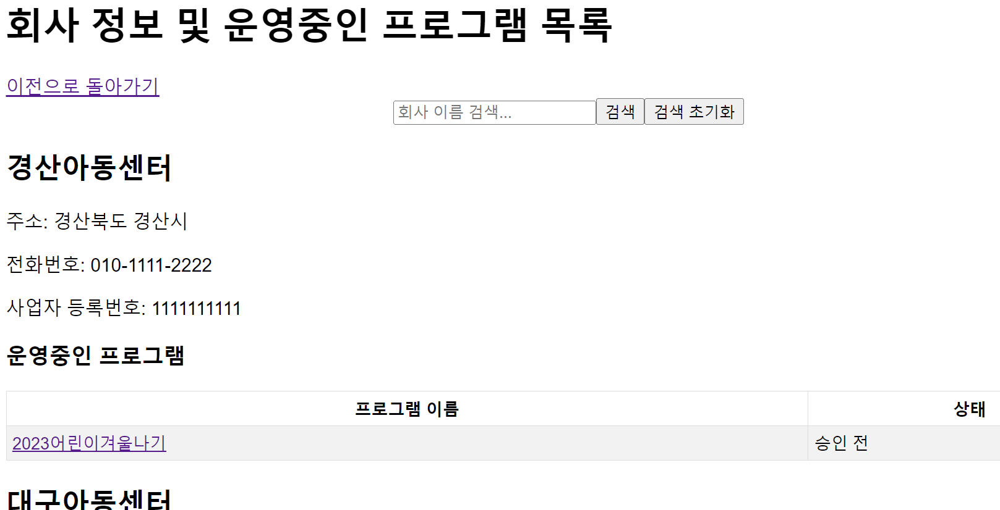 회사 정보 및 운영중인 프로그램 목록
이전으로 돌아가기
회사 이름 검색... 검색 검색 초기화
경산아동센터
주소: 경산북도 경산시
전화번호: 010-1111-2222
사업자 등록번호: 1111111111
운영중인 프로그램
프로그램 이름 상태
2023어린이겨울나기 승인 전
대구아동센터